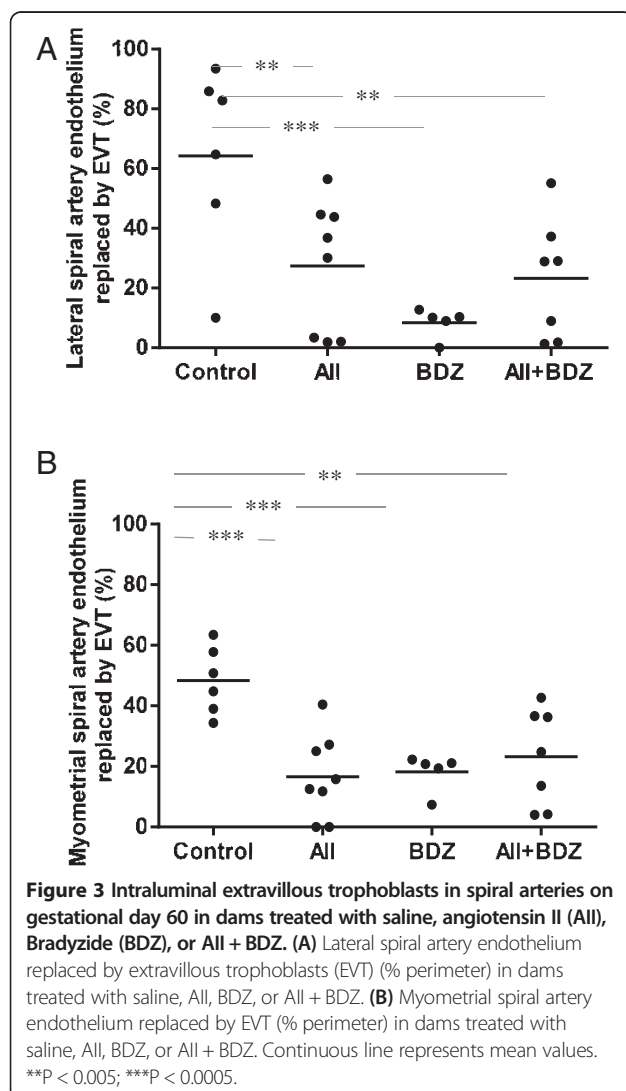 A
Lateral spiral artery endothelium
replaced by EVT (%)
100
80
60
40
20
0
**
**
***
Control
AII
BDZ
AII+BDZ
B
Myometrial spiral artery endothelium
replaced by EVT (%)
100
80
60
40
20
0
**
***
***
Control
AII
BDZ
AII+BDZ
Figure 3 Intraluminal extravillous trophoblasts in spiral arteries on
gestational day 60 in dams treated with saline, angiotensin II (AII),
Bradyzide (BDZ), or AII + BDZ. (A) Lateral spiral artery endothelium
replaced by extravillous trophoblasts (EVT) (% perimeter) in dams
treated with saline, AII, BDZ, or AII + BDZ. (B) Myometrial spiral artery
endothelium replaced by EVT (% perimeter) in dams treated with
saline, AII, BDZ, or AII + BDZ. Continuous line represents mean values.
**P < 0.005; ***P < 0.0005.